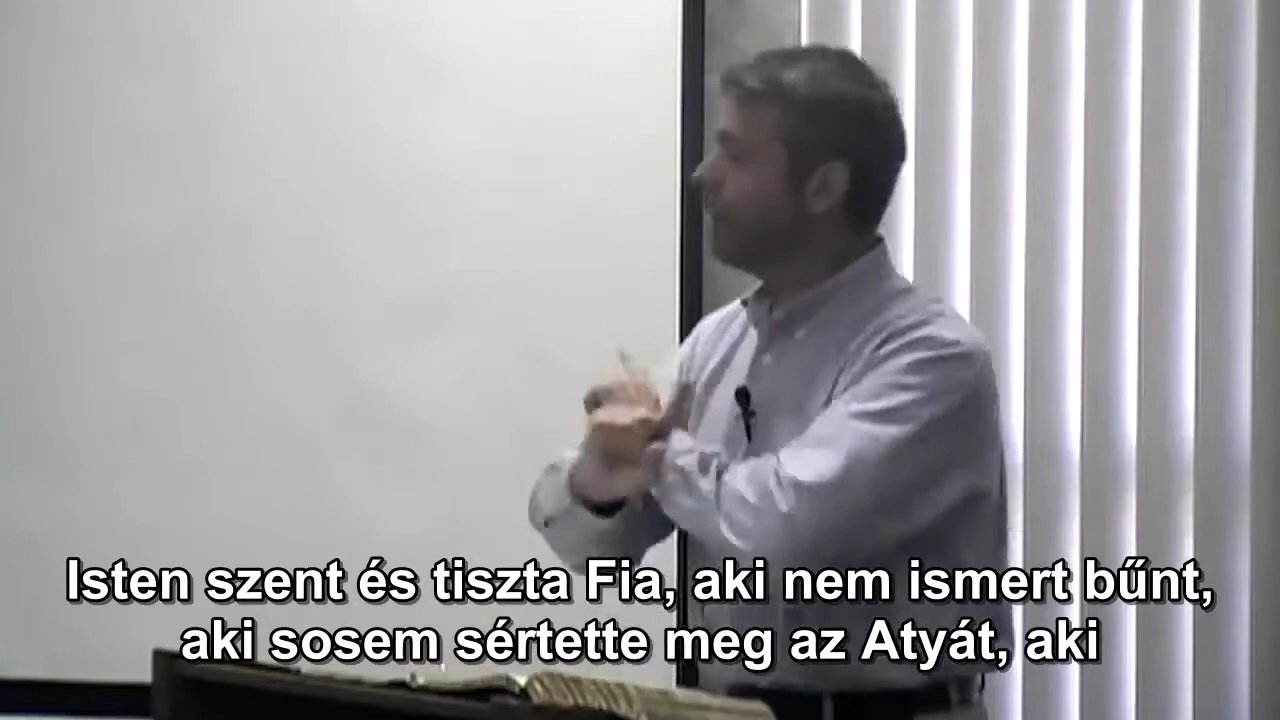 Isten szent és tiszta Fia, aki nem ismert bűnt,
aki sosem sértette meg az Atyát, aki